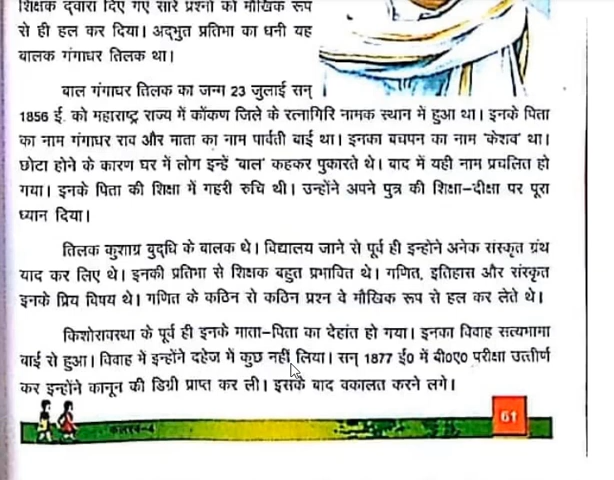 शिक्षक द्वारा दिए गए सारे प्रश्नों को मौखिक रूप
से ही हल कर दिया। अद्भुत प्रतिभा का धनी यह
बालक गंगाधर तिलक था।
बाल गंगाधर तिलक का जन्म 23 जुलाई सन्
1856 ई. को महाराष्ट्र राज्य में कोंकण जिले के रत्नागिरि नामक स्थान में हुआ था। इनके पिता
का नाम गंगाधर राव और माता का नाम पार्वती बाई था। इनका बचपन का नाम 'केशव' था।
छोटा होने के कारण घर में लोग इन्हें 'बाल' कहकर पुकारते थे। बाद में यही नाम प्रचलित हो
गया। इनके पिता की शिक्षा में गहरी रुचि थी। उन्होंने अपने पुत्र की शिक्षा-दीक्षा पर पूरा
ध्यान दिया।
तिलक कुशाग्र बुद्धि के बालक थे। विद्यालय जाने से पूर्व ही इन्होंने अनेक संस्कृत ग्रंथ
याद कर लिए थे। इनकी प्रतिभा से शिक्षक बहुत प्रभावित थे। गणित, इतिहास और संस्कृत
इनके प्रिय विषय थे। गणित के कठिन से कठिन प्रश्न वे मौखिक रूप से हल कर लेते थे।
किशोरावस्था के पूर्व ही इनके माता-पिता का देहांत हो गया। इनका विवाह सत्यभामा
बाई से हुआ। विवाह में इन्होंने दहेज में कुछ नहीं लिया। सन् 1877 ई० में बी०ए० परीक्षा उत्तीर्ण
कर इन्होंने कानून की डिग्री प्राप्त कर ली। इसके बाद वकालत करने लगे।
कलरव-4
61